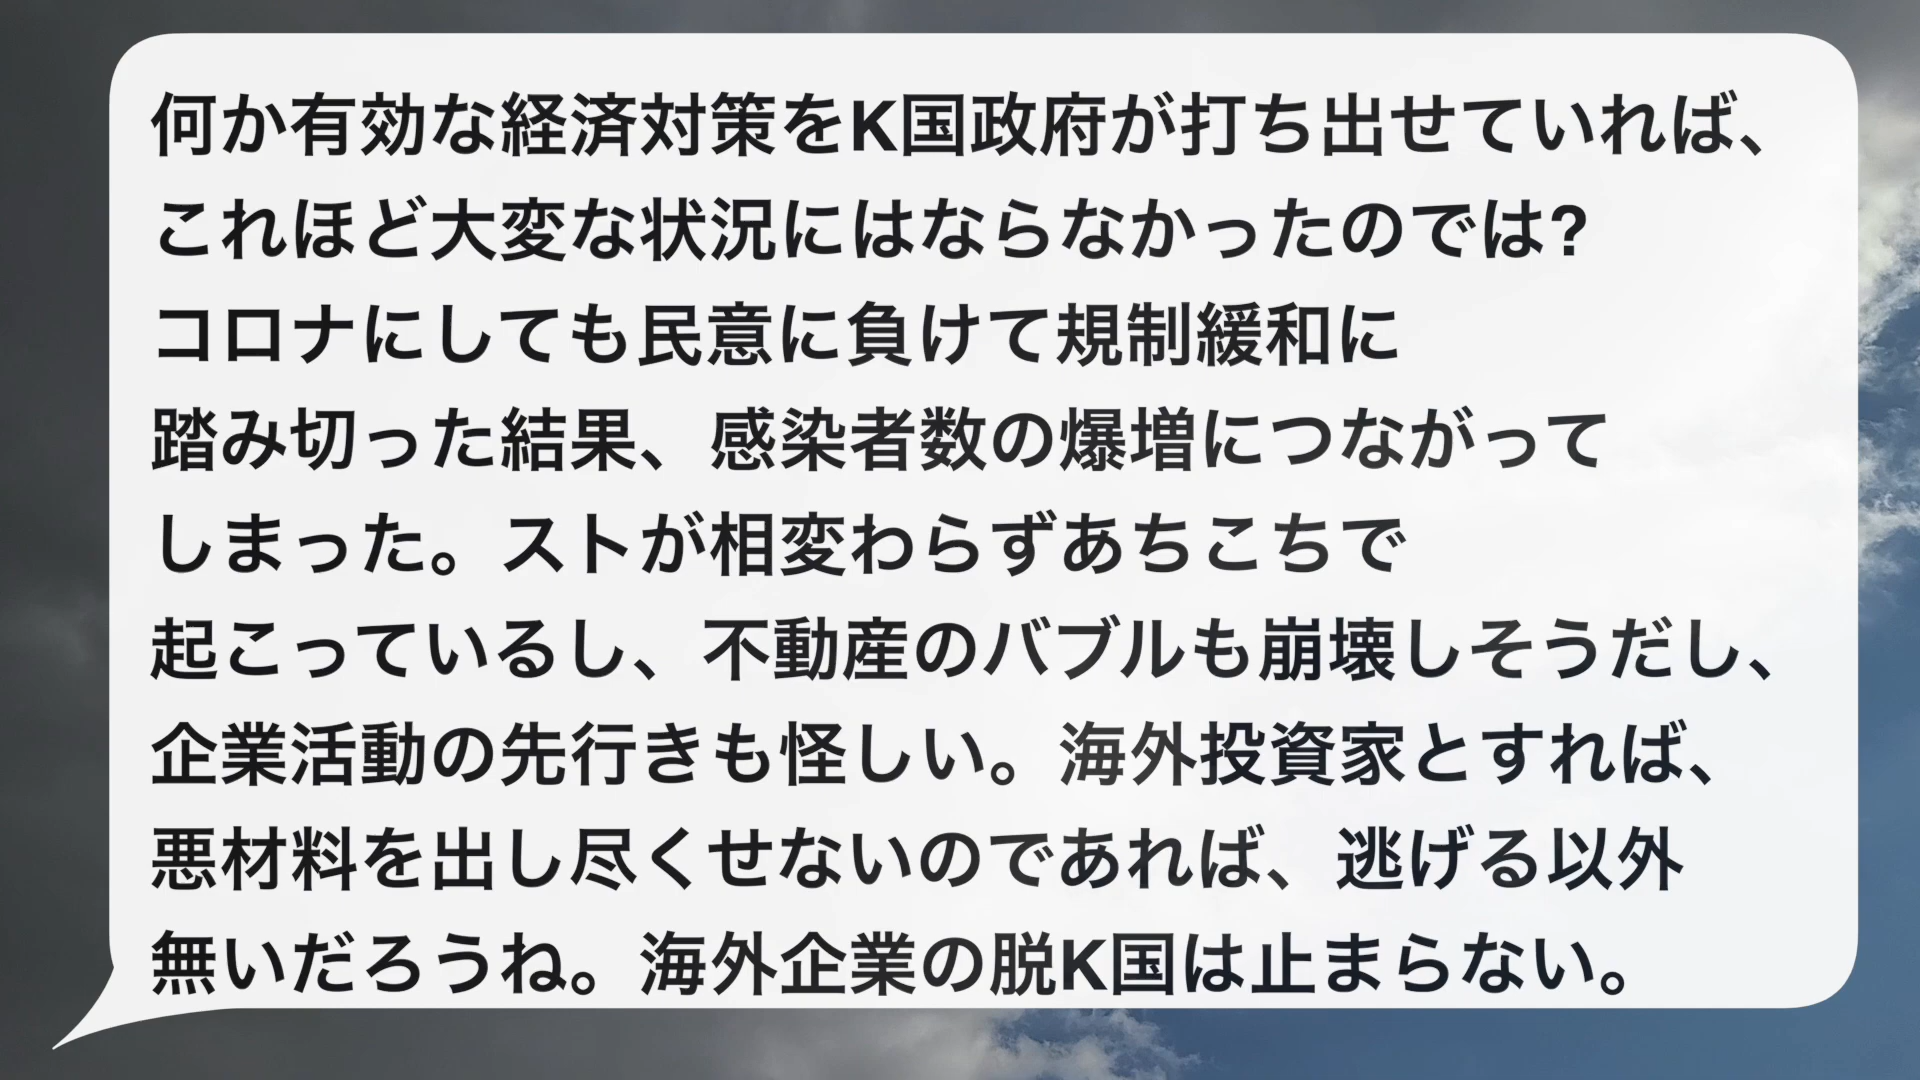 何か有効な経済対策をK国政府が打ち出せていれば、
これほど大変な状況にはならなかったのでは?
コロナにしても民意に負けて規制緩和に
踏み切った結果、感染者数の爆増につながって
しまった。ストが相変わらずあちこちで
起こっているし、不動産のバブルも崩壊しそうだし、
企業活動の先行きも怪しい。海外投資家とすれば、
悪材料を出し尽くせないのであれば、逃げる以外
無いだろうね。海外企業の脱K国は止まらない。